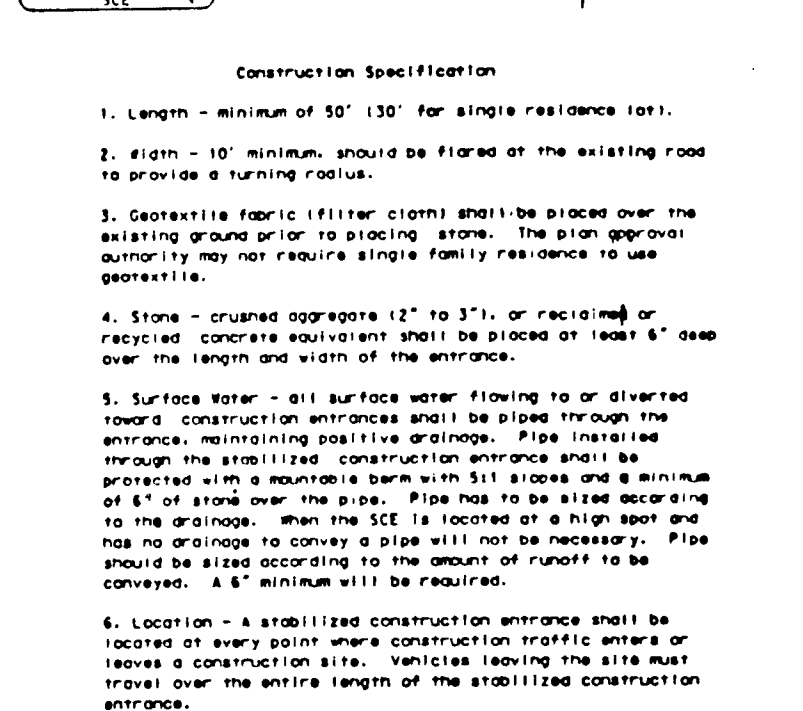 SCE
Construction Specification
1. Length - minimum of 50' (30' for single residence lot).
2. Width - 10' minimum, should be flared at the existing road
to provide a turning radius.
3. Geotextile fabric (filter cloth) shall be placed over the
existing ground prior to placing stone. The plan approval
authority may not require single family residence to use
geotextile.
4. Stone - crushed aggregate (2" to 3"), or reclaimed or
recycled concrete equivalent shall be placed at least 6" deep
over the length and width of the entrance.
5. Surface Water - all surface water flowing to or diverted
toward construction entrances shall be piped through the
entrance, maintaining positive drainage. Pipe installed
through the stabilized construction entrance shall be
protected with a mountable berm with 5:1 slopes and a minimum
of 6" of stone over the pipe. Pipe has to be sized according
to the drainage. When the SCE is located at a high spot and
has no drainage to convey a pipe will not be necessary. Pipe
should be sized according to the amount of runoff to be
conveyed. A 6" minimum will be required.
6. Location - A stabilized construction entrance shall be
located at every point where construction traffic enters or
leaves a construction site. Vehicles leaving the site must
travel over the entire length of the stabilized construction
entrance.